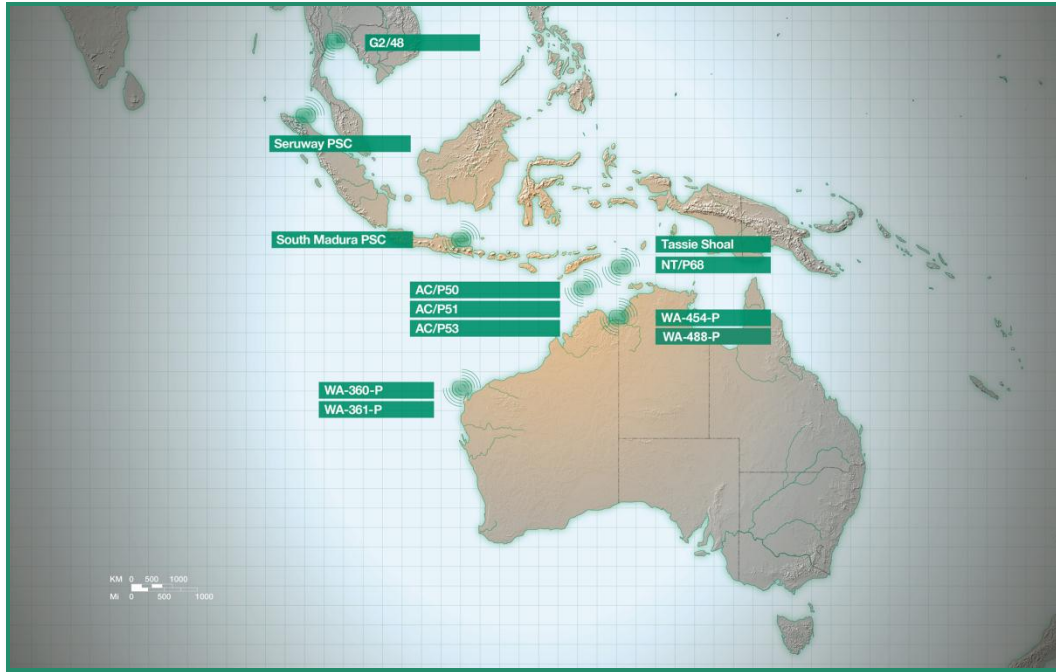 G2/48
Seruway PSC
South Madura PSC
Tassie Shoal
NT/P68
AC/P50
AC/P51
AC/P53
WA-454-P
WA-488-P
WA-360-P
WA-361-P
KM 0 500 1000
Mi 0 500 1000